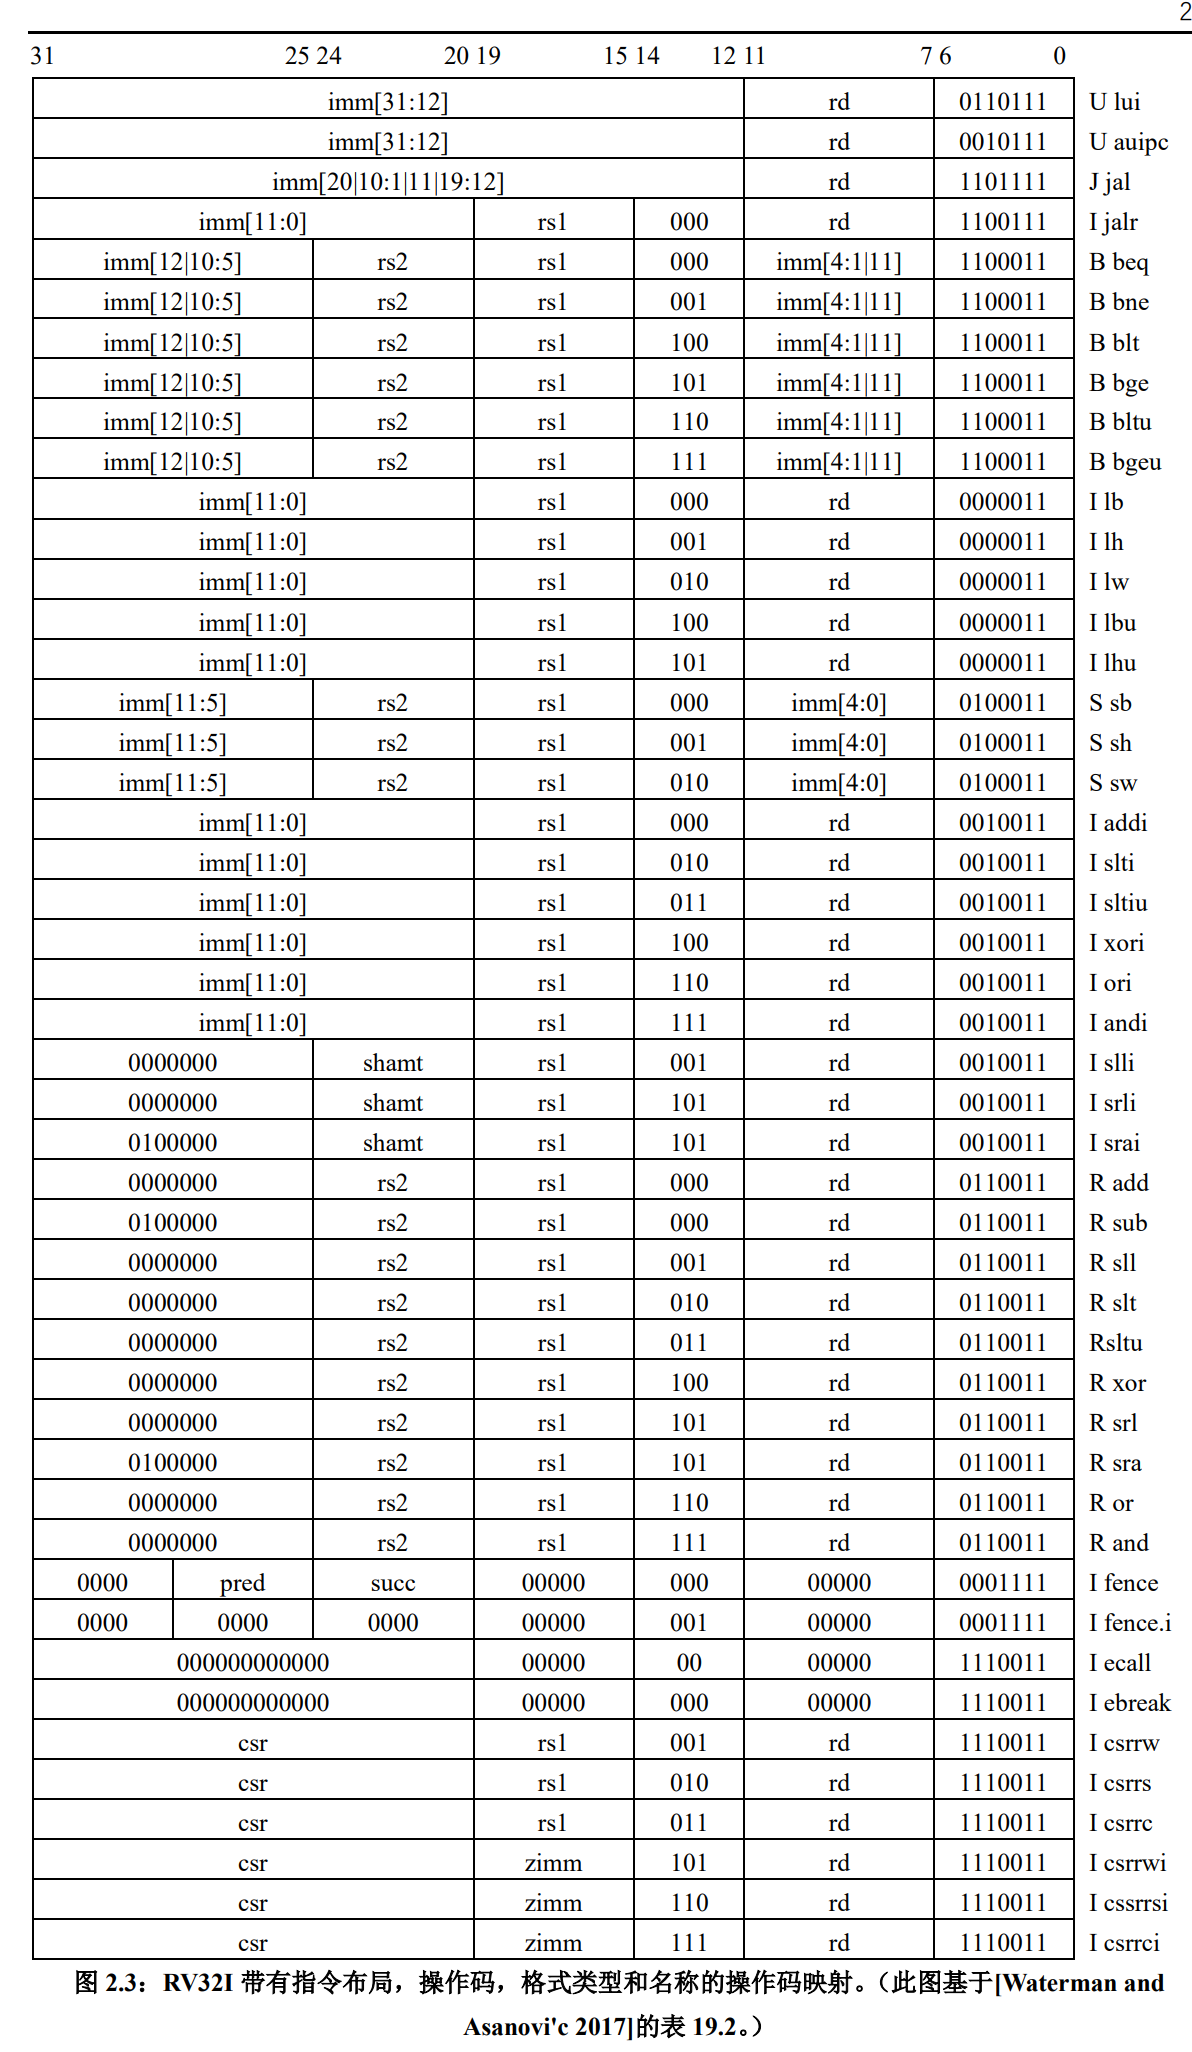 2
31 25 24 20 19 15 14 12 11 7 6 0
imm[31:12] rd 0110111 U lui
imm[31:12] rd 0010111 U auipc
imm[20|10:1|11|19:12] rd 1101111 J jal
imm[11:0] rs1 000 rd 1100111 I jalr
imm[12|10:5] rs2 rs1 000 imm[4:1|11] 1100011 B beq
imm[12|10:5] rs2 rs1 001 imm[4:1|11] 1100011 B bne
imm[12|10:5] rs2 rs1 100 imm[4:1|11] 1100011 B blt
imm[12|10:5] rs2 rs1 101 imm[4:1|11] 1100011 B bge
imm[12|10:5] rs2 rs1 110 imm[4:1|11] 1100011 B bltu
imm[12|10:5] rs2 rs1 111 imm[4:1|11] 1100011 B bgeu
imm[11:0] rs1 000 rd 0000011 I lb
imm[11:0] rs1 001 rd 0000011 I lh
imm[11:0] rs1 010 rd 0000011 I lw
imm[11:0] rs1 100 rd 0000011 I lbu
imm[11:0] rs1 101 rd 0000011 I lhu
imm[11:5] rs2 rs1 000 imm[4:0] 0100011 S sb
imm[11:5] rs2 rs1 001 imm[4:0] 0100011 S sh
imm[11:5] rs2 rs1 010 imm[4:0] 0100011 S sw
imm[11:0] rs1 000 rd 0010011 I addi
imm[11:0] rs1 010 rd 0010011 I slti
imm[11:0] rs1 011 rd 0010011 I sltiu
imm[11:0] rs1 100 rd 0010011 I xori
imm[11:0] rs1 110 rd 0010011 I ori
imm[11:0] rs1 111 rd 0010011 I andi
0000000 shamt rs1 001 rd 0010011 I slli
0000000 shamt rs1 101 rd 0010011 I srli
0100000 shamt rs1 101 rd 0010011 I srai
0000000 rs2 rs1 000 rd 0110011 R add
0100000 rs2 rs1 000 rd 0110011 R sub
0000000 rs2 rs1 001 rd 0110011 R sll
0000000 rs2 rs1 010 rd 0110011 R slt
0000000 rs2 rs1 011 rd 0110011 Rsltu
0000000 rs2 rs1 100 rd 0110011 R xor
0000000 rs2 rs1 101 rd 0110011 R srl
0100000 rs2 rs1 101 rd 0110011 R sra
0000000 rs2 rs1 110 rd 0110011 R or
0000000 rs2 rs1 111 rd 0110011 R and
0000 pred succ 00000 000 00000 0001111 I fence
0000 0000 0000 00000 001 00000 0001111 I fence.i
000000000000 00000 00 00000 1110011 I ecall
000000000000 00000 000 00000 1110011 I ebreak
csr rs1 001 rd 1110011 I csrrw
csr rs1 010 rd 1110011 I csrrs
csr rs1 011 rd 1110011 I csrrc
csr zimm 101 rd 1110011 I csrrwi
csr zimm 110 rd 1110011 I cssrrsi
csr zimm 111 rd 1110011 I csrrci
图 2.3：RV32I 带有指令布局，操作码，格式类型和名称的操作码映射。（此图基于[Waterman and
Asanovi'c 2017]的表 19.2。）